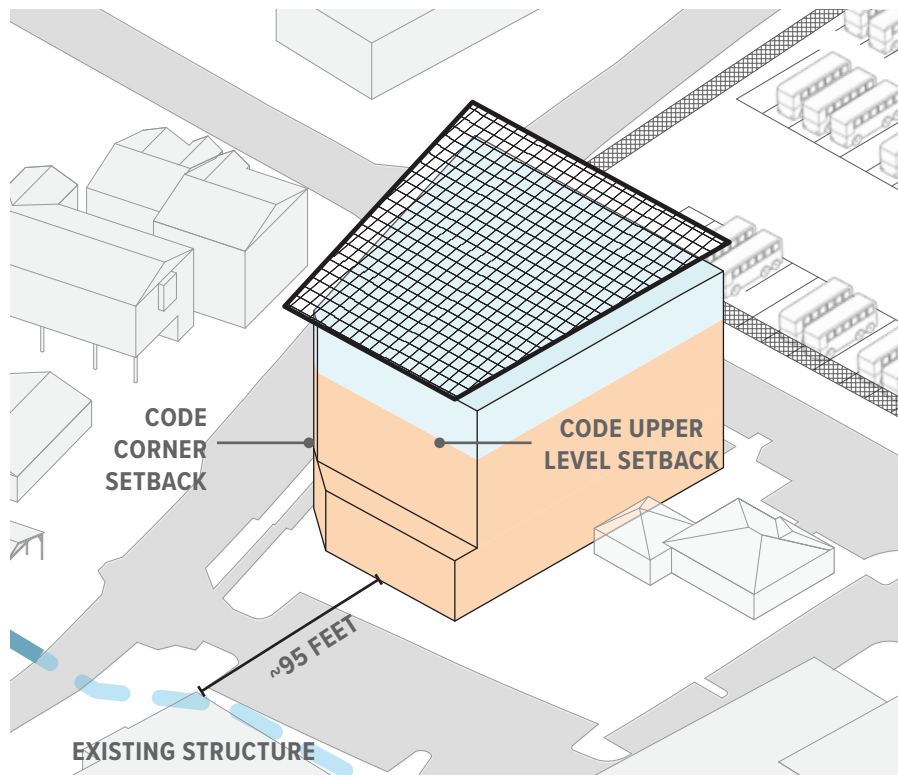 CODE
CORNER
SETBACK
CODE UPPER
LEVEL SETBACK
~95 FEET
EXISTING STRUCTURE